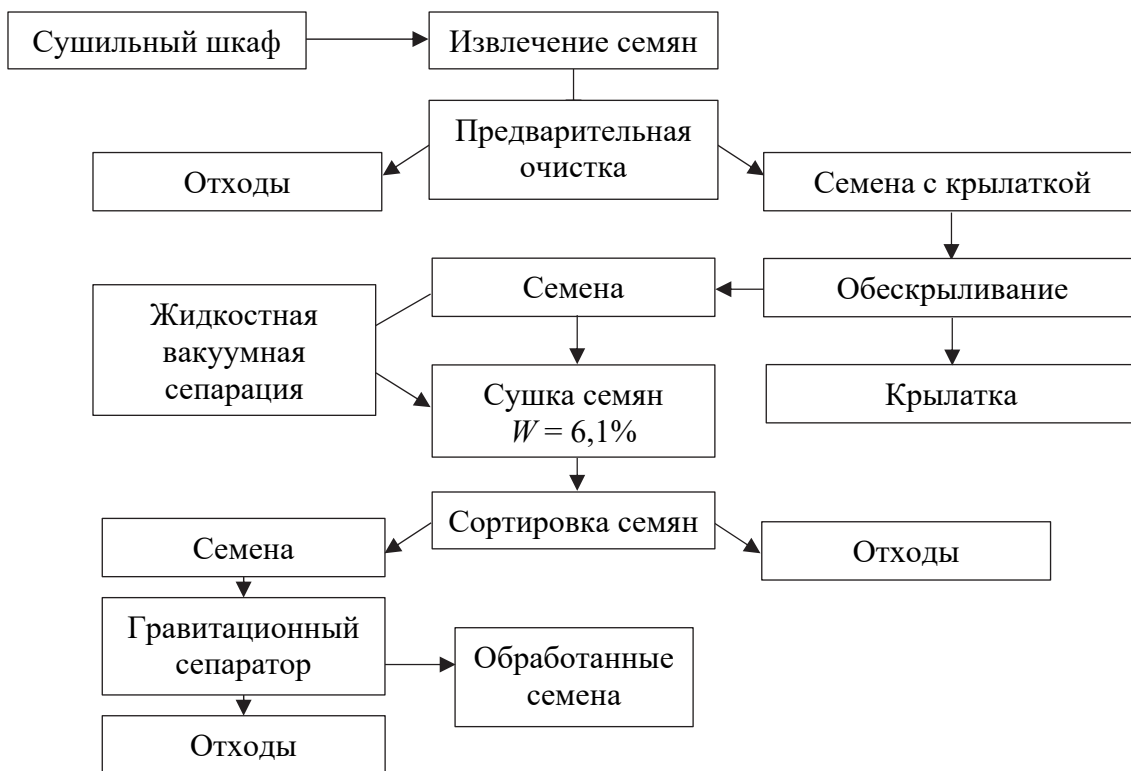 Сушильный шкаф
Извлечение семян
Предварительная
очистка
Отходы
Семена с крылаткой
Семена
Обескрыливание
Жидкостная
вакуумная
сепарация
Сушка семян
W = 6,1%
Крылатка
Сортировка семян
Семена
Отходы
Гравитационный
сепаратор
Обработанные
семена
Отходы